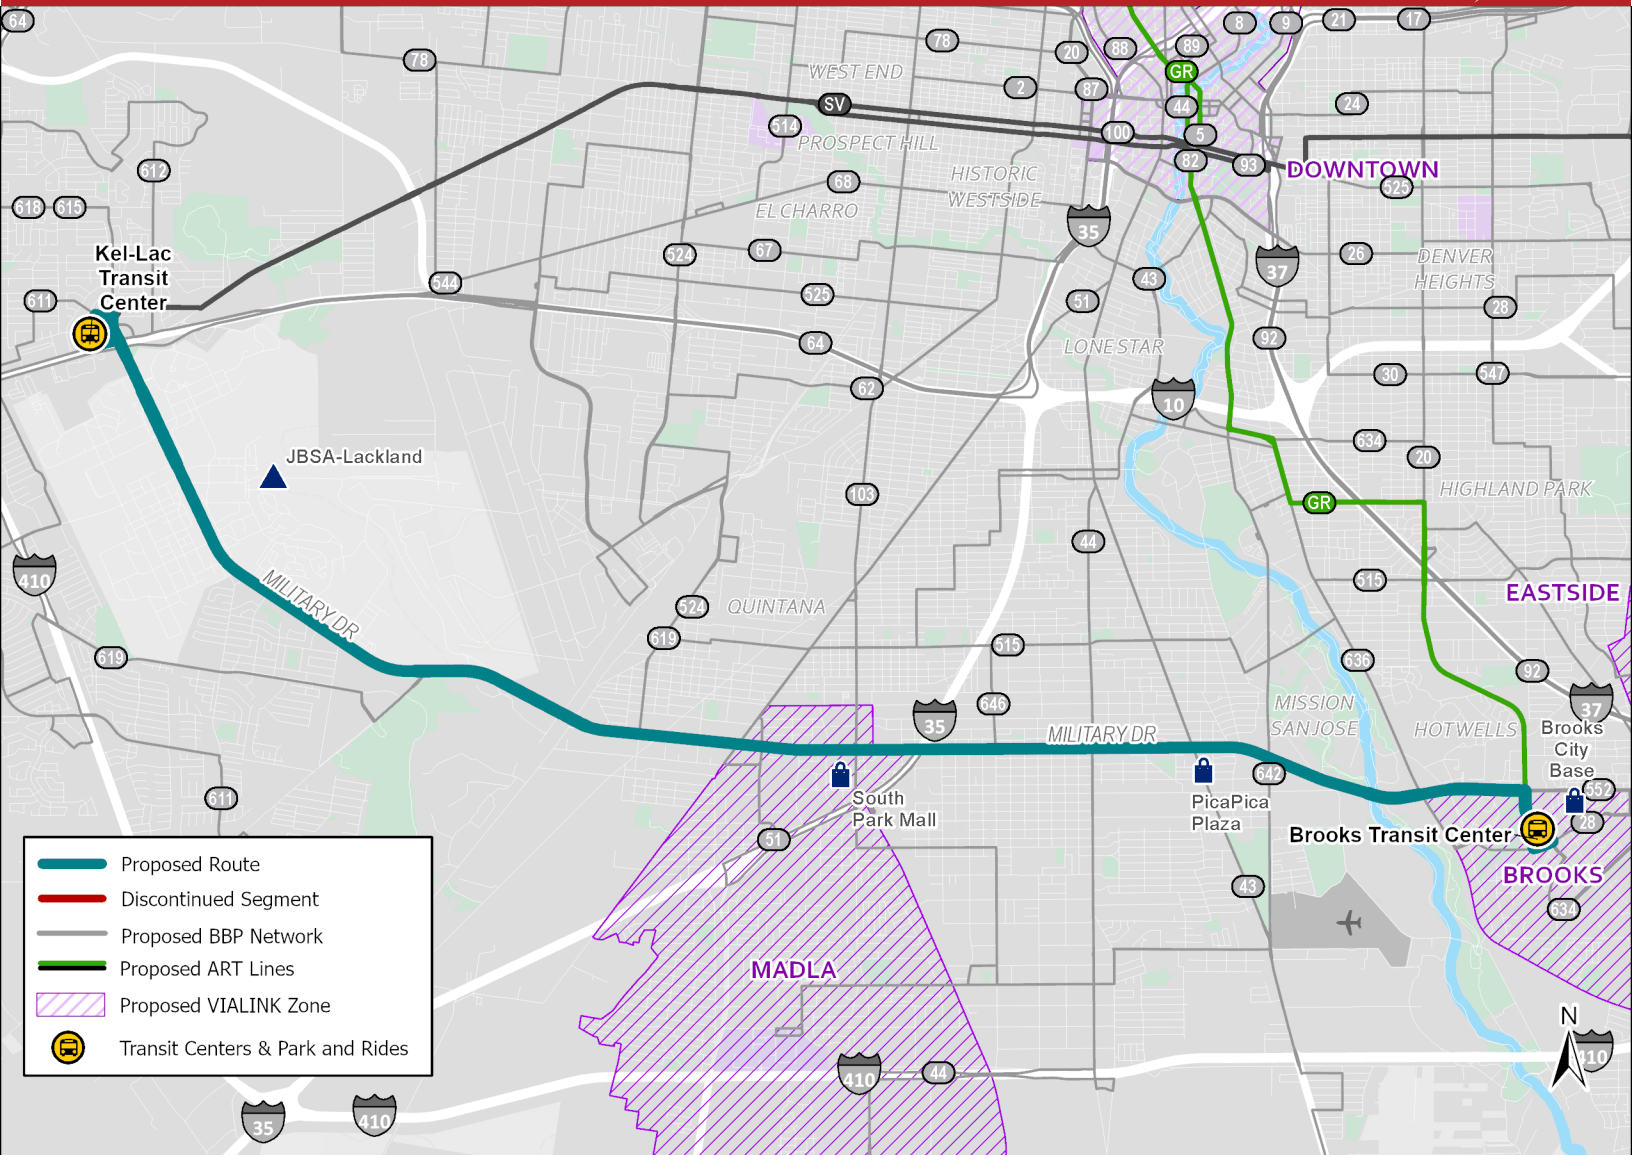 64
78
78
20
88
89
8
9
21
17
WEST END
2
87
GR
44
24
SV
514
100
5
PROSPECT HILL
82
93
DOWNTOWN
525
612
68
HISTORIC
WESTSIDE
618
615
EL CHARRO
35
Kel-Lac
Transit
Center
524
67
37
26
DENVER
HEIGHTS
544
43
611
525
51
28
64
92
LONE STAR
62
10
30
547
JBSA-Lackland
634
20
103
GR
HIGHLAND PARK
44
410
MILITARY DR
515
EASTSIDE
524
QUINTANA
619
515
619
636
92
646
35
MISSION
SAN JOSE
37
HOT WELLS
Brooks
City
Base
MILITARY DR
642
552
South
Park Mall
PicaPica
Plaza
611
28
51
Brooks Transit Center
BROOKS
43
634
MADLA
Proposed Route
Discontinued Segment
Proposed BBP Network
Proposed ART Lines
Proposed VIALINK Zone
Transit Centers & Park and Rides
N
410
410
44
35
410